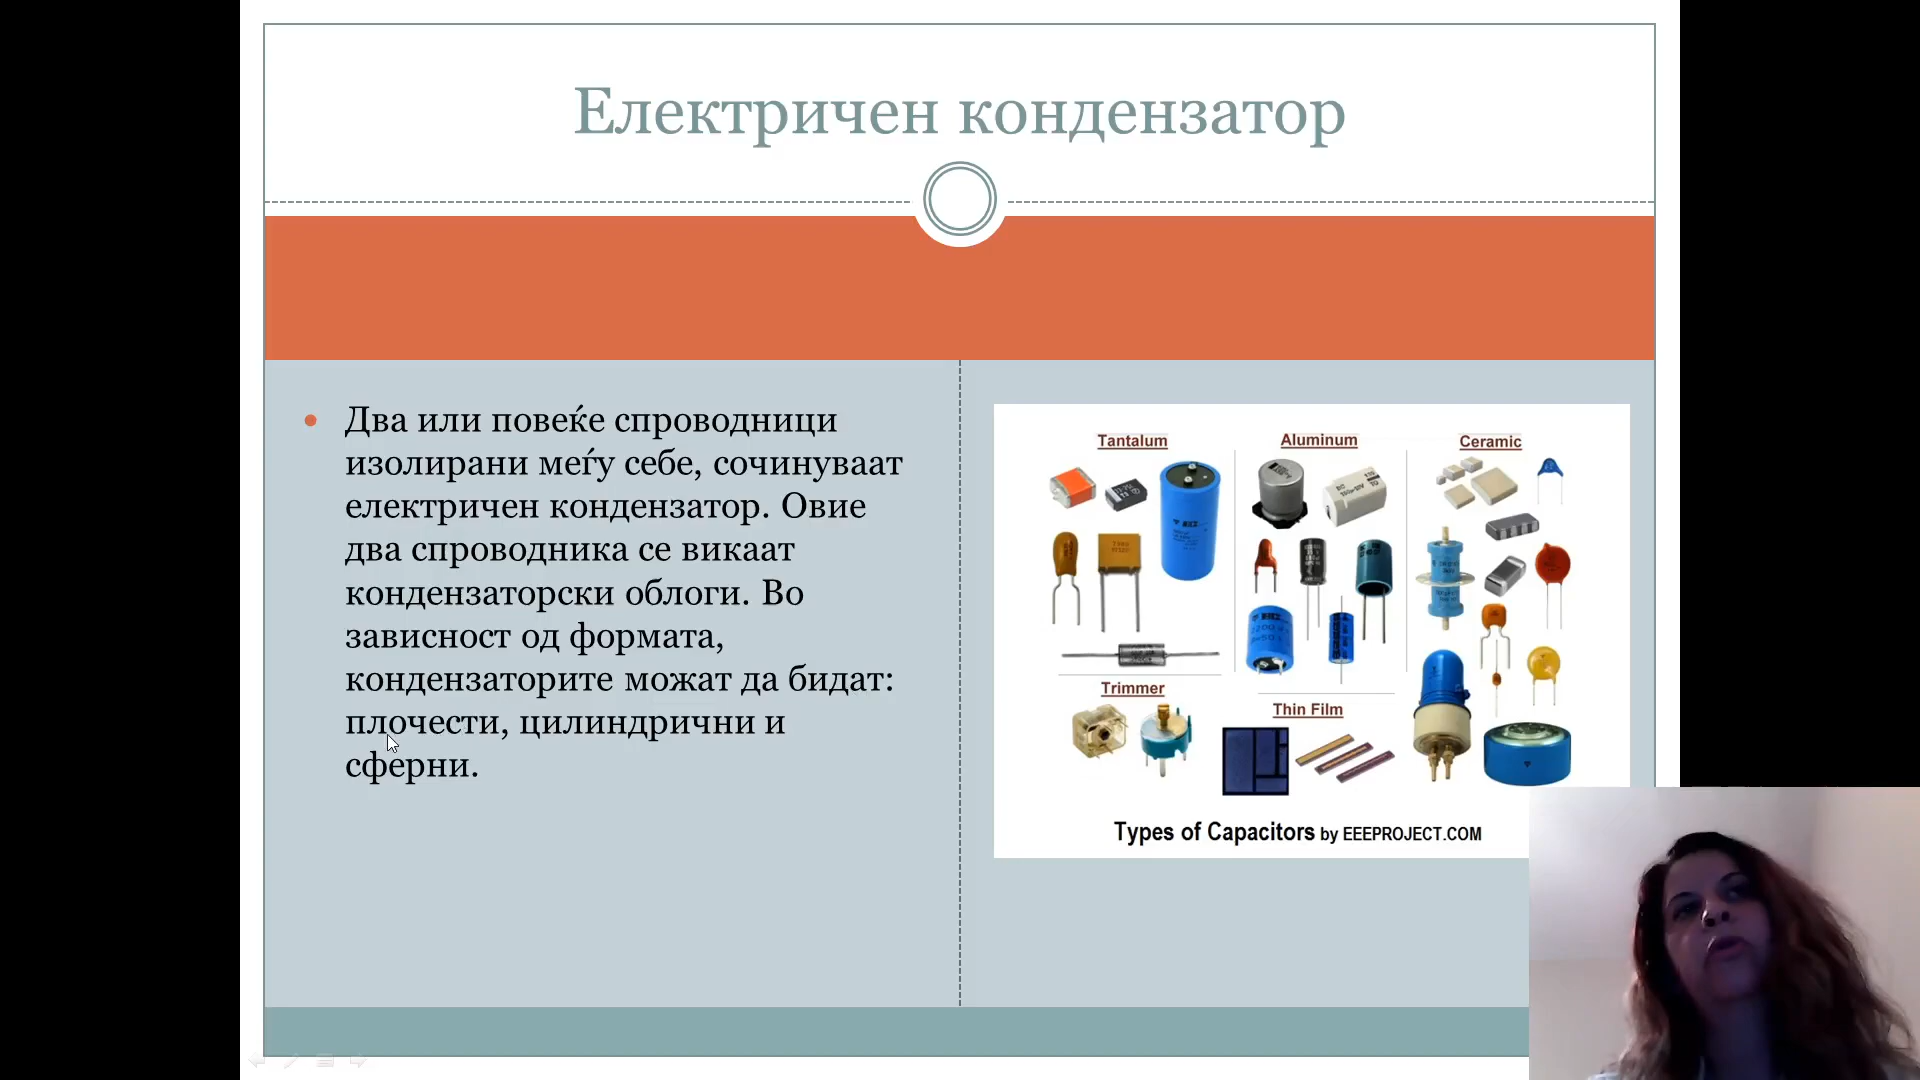 Електричен кондензатор
Два или повеќе спроводници
изолирани меѓу себе, сочинуваат
електричен кондензатор. Овие
два спроводника се викаат
кондензаторски облоги. Во
зависност од формата,
кондензаторите можат да бидат:
плочести, цилиндрични и
сферни.
Tantalum
Aluminum
Ceramic
Trimmer
Thin Film
Types of Capacitors by EEEPROJECT.COM